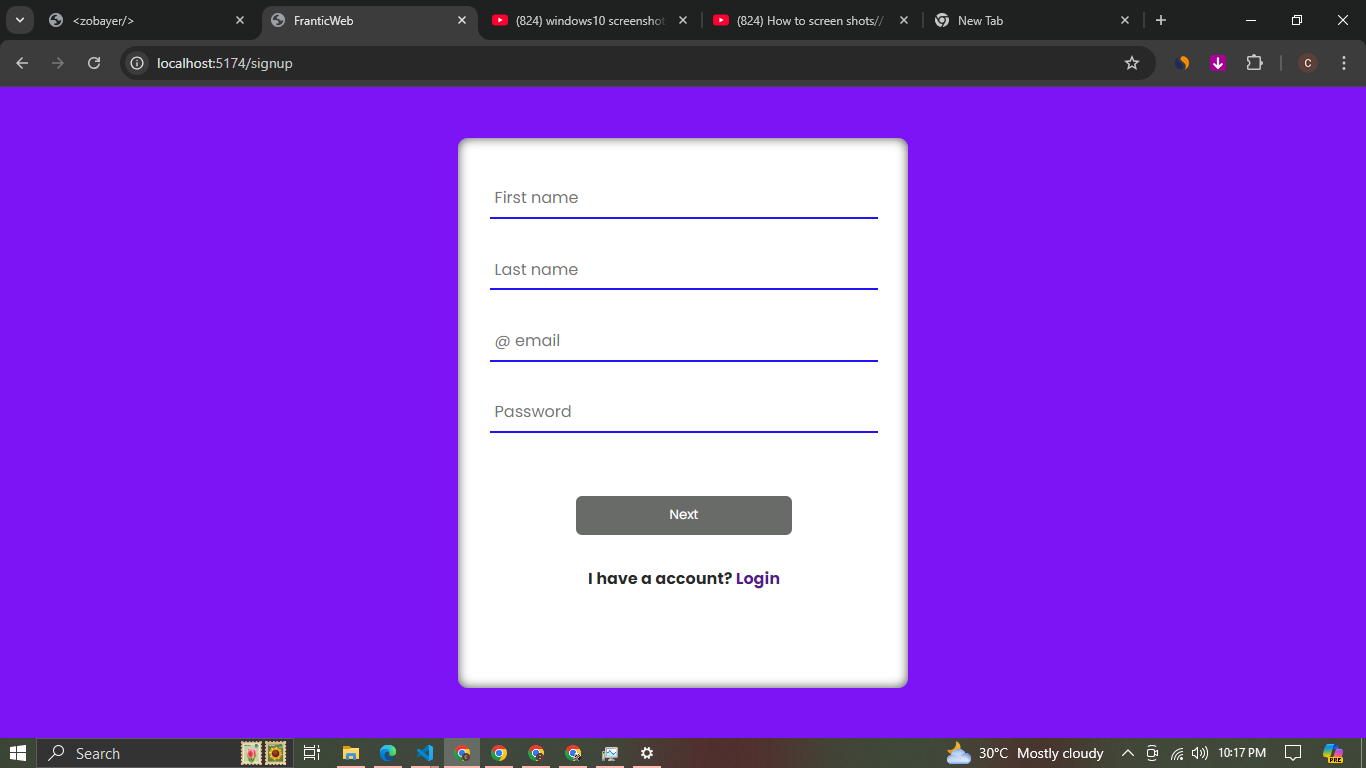 <zobayer/>
FranticWeb
(824) windows10 screenshot
(824) How to screen shots//
New Tab
localhost:5174/signup
C
First name
Last name
@ email
Password
Next
I have a account? Login
Search
30°C Mostly cloudy
10:17 PM
PRE